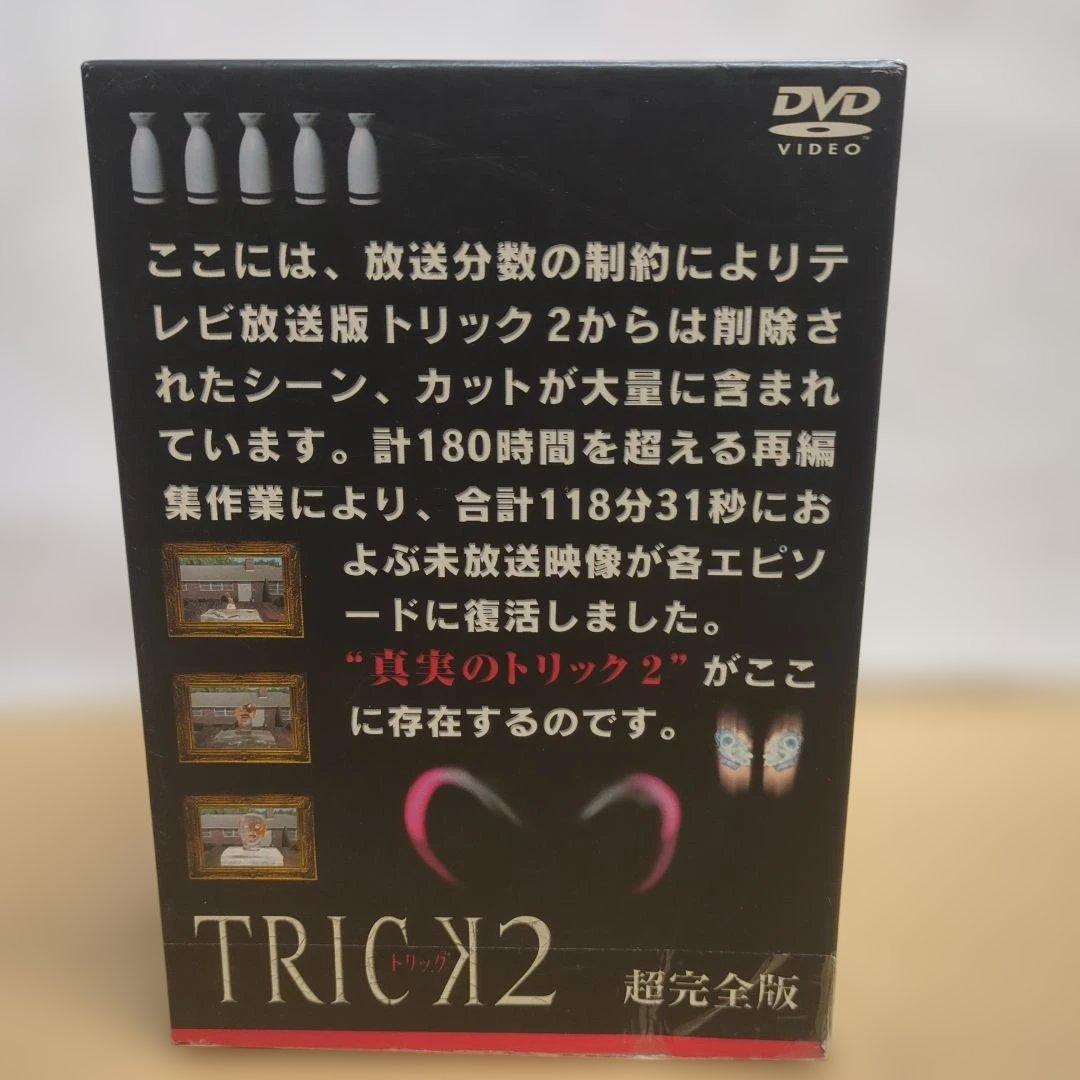 DVD
VIDEO
ここには、放送分数の制約によりテ
レビ放送版トリック2からは削除さ
れたシーン、カットが大量に含まれ
ています。計180時間を超える再編
集作業により、合計118分31秒にお
よぶ未放送映像が各エピソ
ードに復活しました。
“真実のトリック2”がここ
に存在するのです。
TRICK2
トリック
超完全版